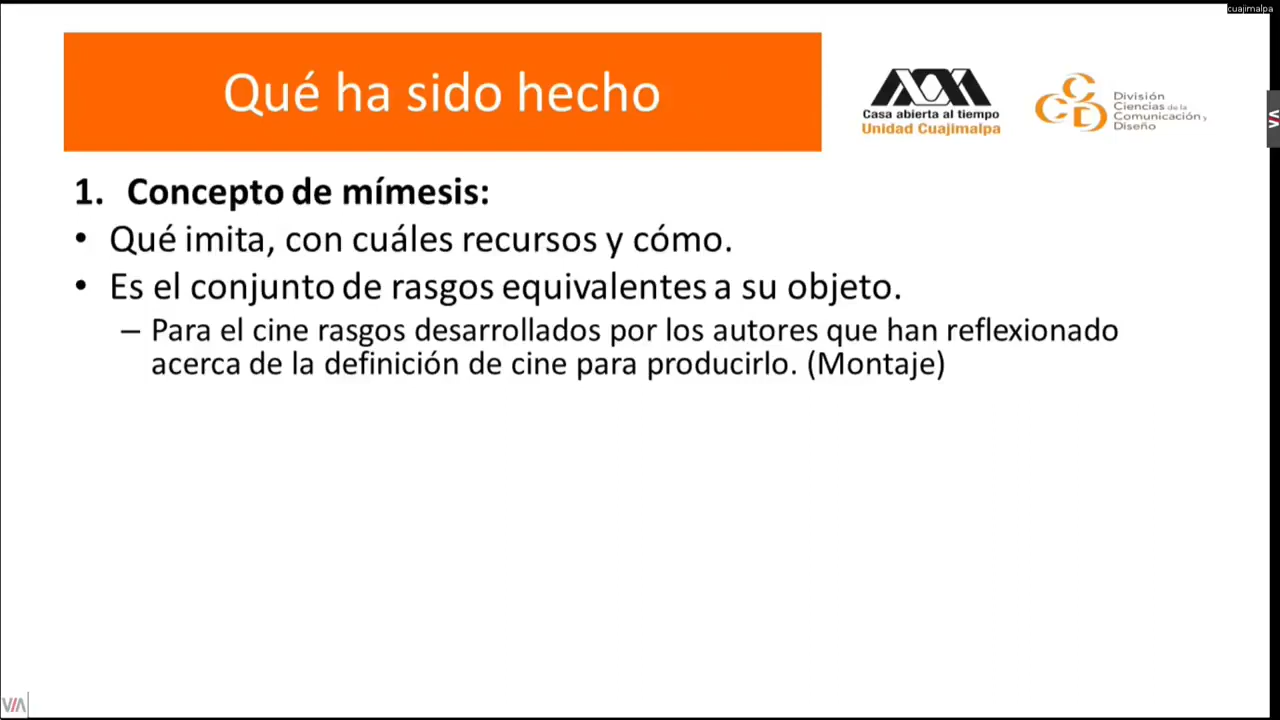 cuajimalpa
Qué ha sido hecho
Casa abierta al tiempo
Unidad Cuajimalpa
CCD
División
Ciencias de la
Comunicación y
Diseño
1. Concepto de mímesis:
• Qué imita, con cuáles recursos y cómo.
• Es el conjunto de rasgos equivalentes a su objeto.
– Para el cine rasgos desarrollados por los autores que han reflexionado
acerca de la definición de cine para producirlo. (Montaje)
VIA